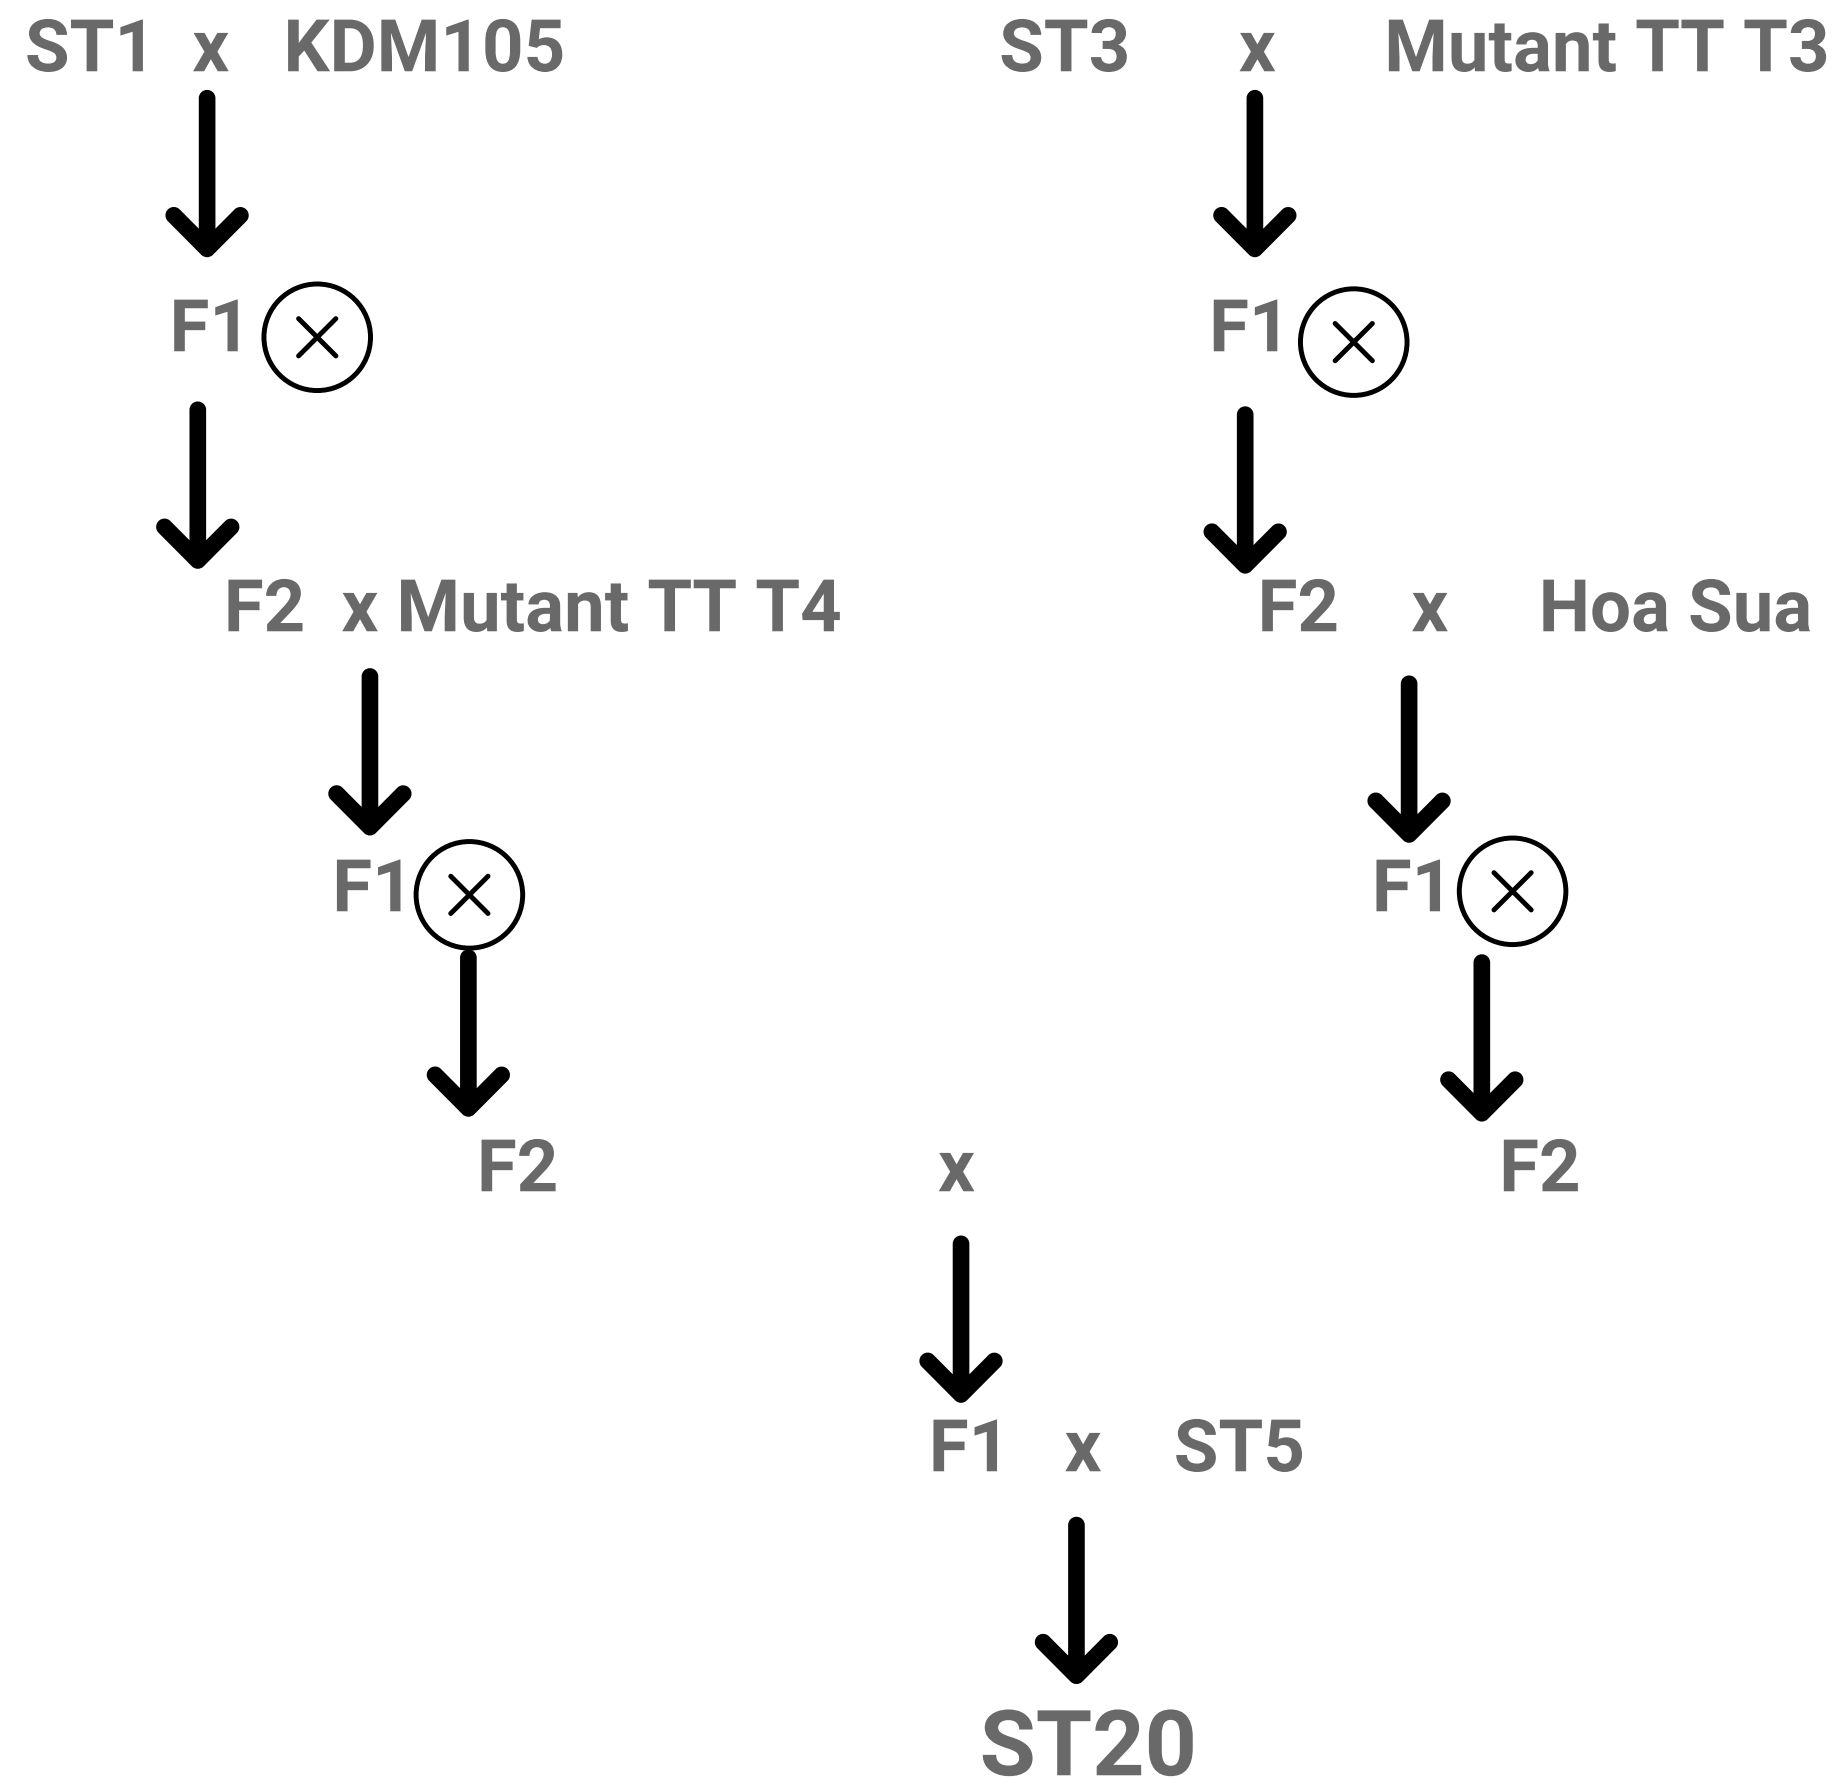 ST1 x KDM105 ST3 x Mutant TT T3
F1 F1
F2 x Mutant TT T4 F2 x Hoa Sua
F1 F1
F2 x F2
F1 x ST5
ST20